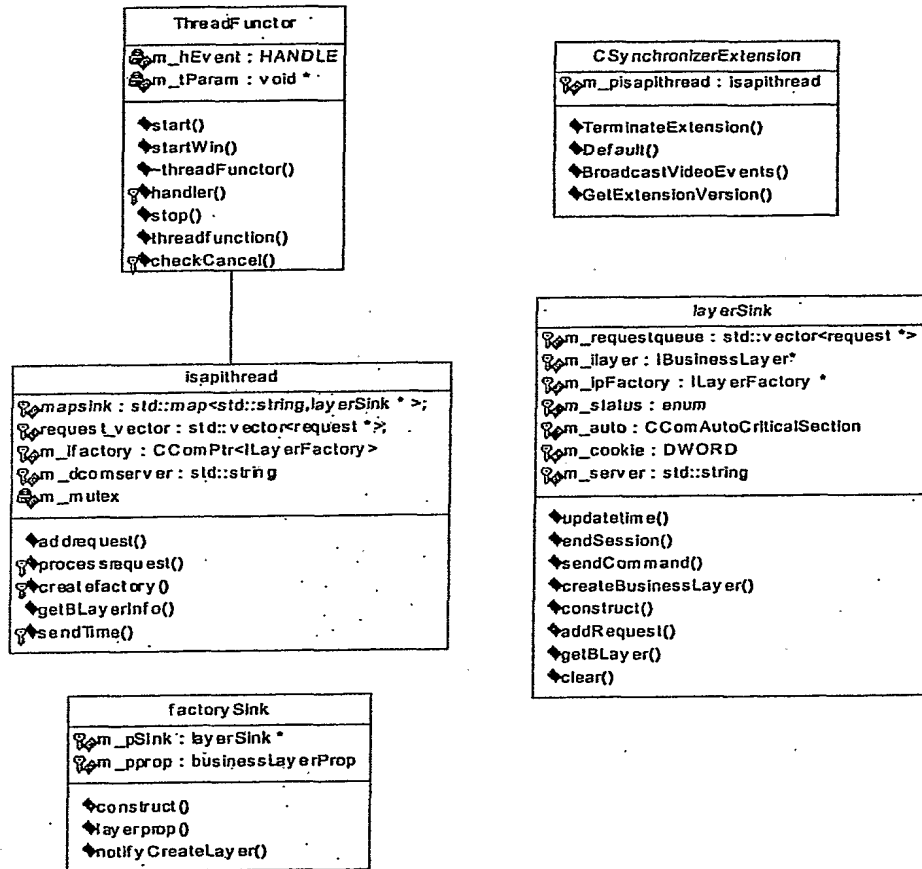 ThreadFunctor
m_hEvent : HANDLE
m_tParam : void *
start()
startWin()
~threadFunctor()
handler()
stop()
threadfunction()
checkCancel()
CSynchronizerExtension
m_pisapithread : isapithread
TerminateExtension()
Default()
BroadcastVideoEvents()
GetExtensionVersion()
isapithread
mapsink : std::map<std::string,layerSink * >;
request_vector : std::vector<request *>;
m_lfactory : CComPtr<ILayerFactory>
m_dcomserver : std::string
m_mutex
addrequest()
processrequest()
createfactory()
getBLayerInfo()
sendTime()
layerSink
m_requestqueue : std::vector<request *>
m_ilayer : IBusinessLayer*
m_ipFactory : ILayerFactory *
m_status : enum
m_auto : CComAutoCriticalSection
m_cookie : DWORD
m_server : std::string
updatetime()
endSession()
sendCommand()
createBusinessLayer()
construct()
addRequest()
getBLayer()
clear()
factorySink
m_pSink : layerSink *
m_pprop : businessLayerProp
construct()
layerprop()
notifyCreateLayer()